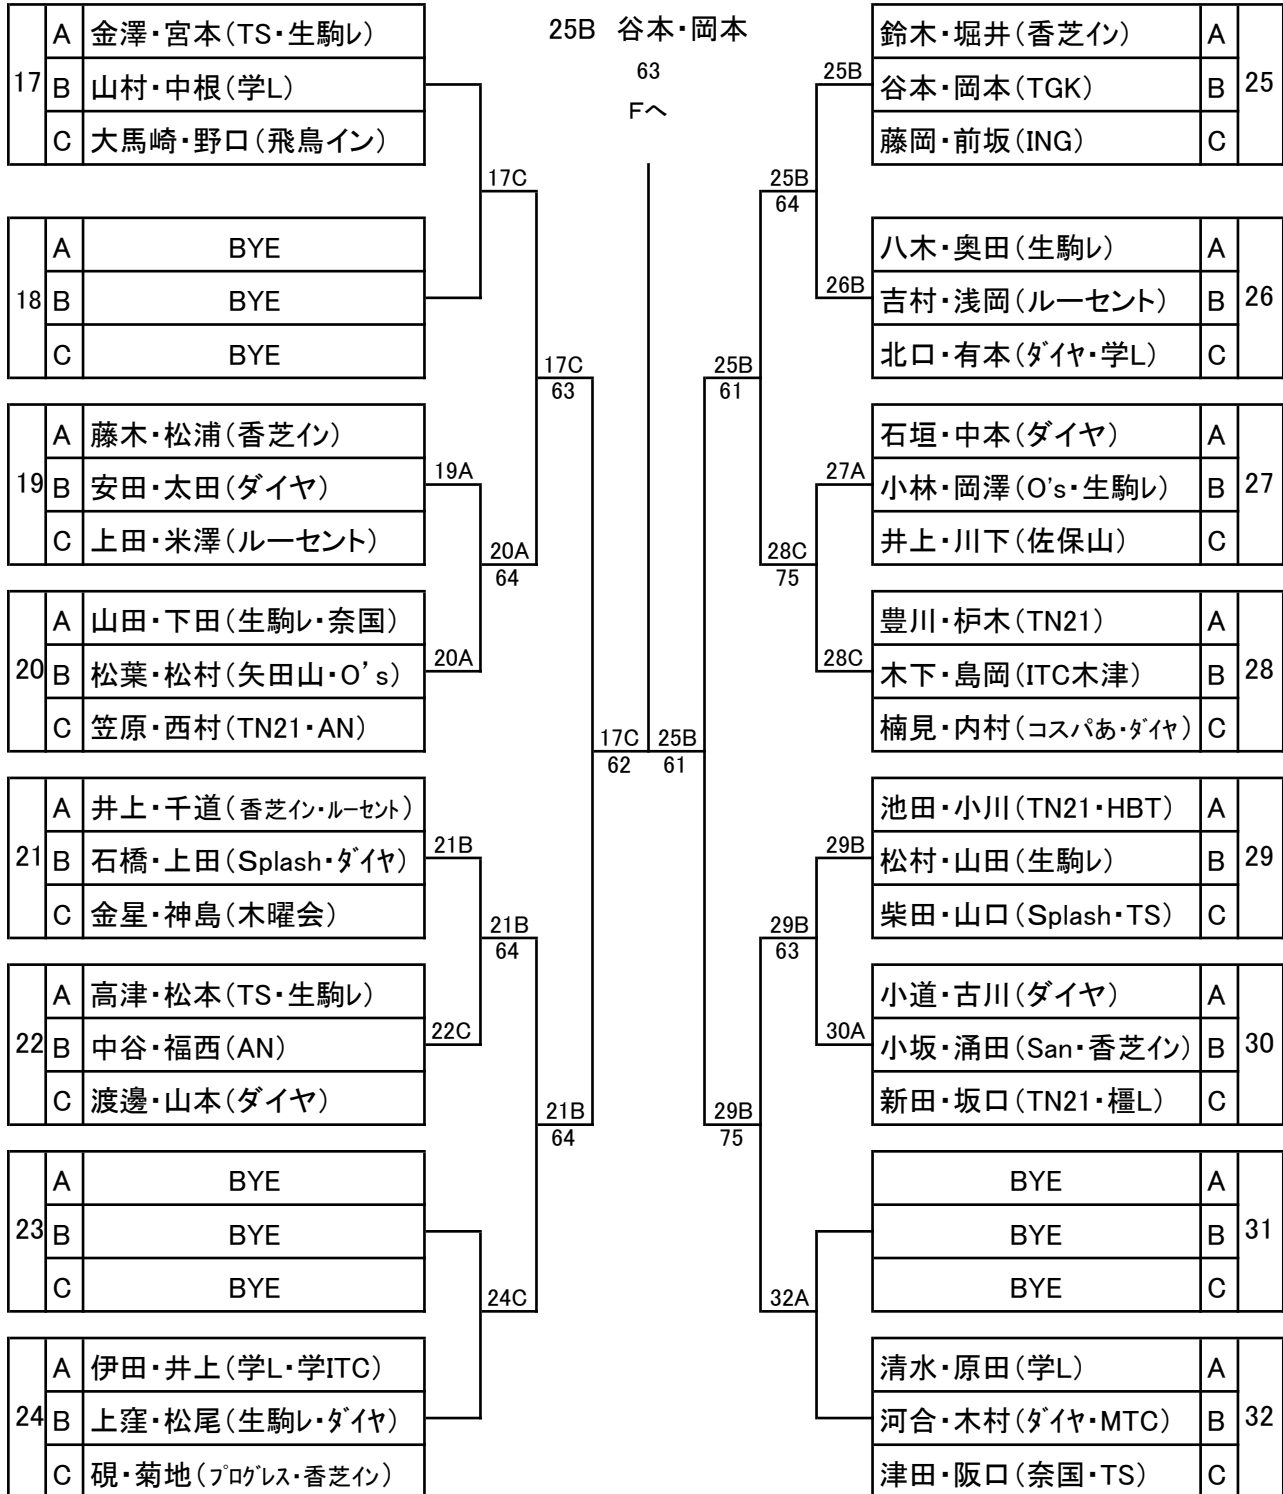 25B 谷本・岡本
63
Fへ
17
A 金澤・宮本(TS・生駒レ)
B 山村・中根(学L)
C 大馬崎・野口(飛鳥イン)
17C
18
A BYE
B BYE
C BYE
17C
63
19
A 藤木・松浦(香芝イン)
B 安田・太田(ダイヤ)
C 上田・米澤(ルーセント)
19A
20A
64
20
A 山田・下田(生駒レ・奈国)
B 松葉・松村(矢田山・O's)
C 笠原・西村(TN21・AN)
20A
17C
62
21
A 井上・千道(香芝イン・ルーセント)
B 石橋・上田(Splash・ダイヤ)
C 金星・神島(木曜会)
21B
21B
64
22
A 高津・松本(TS・生駒レ)
B 中谷・福西(AN)
C 渡邊・山本(ダイヤ)
22C
21B
64
23
A BYE
B BYE
C BYE
24C
24
A 伊田・井上(学L・学ITC)
B 上窪・松尾(生駒レ・ダイヤ)
C 硯・菊地(プログレス・香芝イン)
25B
鈴木・堀井(香芝イン) A
谷本・岡本(TGK) B
藤岡・前坂(ING) C
25
25B
64
26B
八木・奥田(生駒レ) A
吉村・浅岡(ルーセント) B
北口・有本(ダイヤ・学L) C
26
25B
61
27A
石垣・中本(ダイヤ) A
小林・岡澤(O's・生駒レ) B
井上・川下(佐保山) C
27
28C
75
28C
豊川・枦木(TN21) A
木下・島岡(ITC木津) B
楠見・内村(コスパあ・ダイヤ) C
28
25B
61
29B
池田・小川(TN21・HBT) A
松村・山田(生駒レ) B
柴田・山口(Splash・TS) C
29
29B
63
30A
小道・古川(ダイヤ) A
小坂・涌田(San・香芝イン) B
新田・坂口(TN21・橿L) C
30
29B
75
BYE A
BYE B
BYE C
31
32A
清水・原田(学L) A
河合・木村(ダイヤ・MTC) B
津田・阪口(奈国・TS) C
32